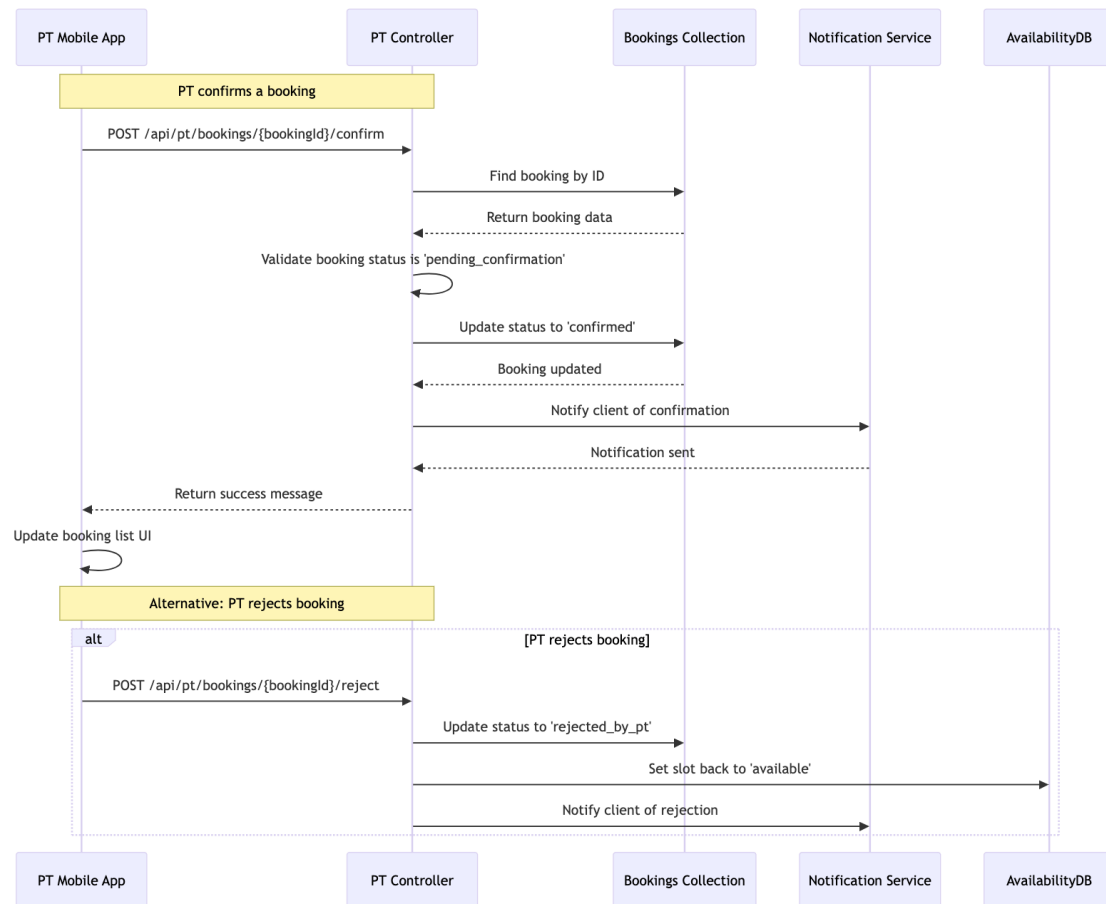 PT Mobile App
PT Controller
Bookings Collection
Notification Service
AvailabilityDB
PT confirms a booking
POST /api/pt/bookings/{bookingId}/confirm
Find booking by ID
Return booking data
Validate booking status is 'pending_confirmation'
Update status to 'confirmed'
Booking updated
Notify client of confirmation
Notification sent
Return success message
Update booking list UI
Alternative: PT rejects booking
alt
[PT rejects booking]
POST /api/pt/bookings/{bookingId}/reject
Update status to 'rejected_by_pt'
Set slot back to 'available'
Notify client of rejection
PT Mobile App
PT Controller
Bookings Collection
Notification Service
AvailabilityDB